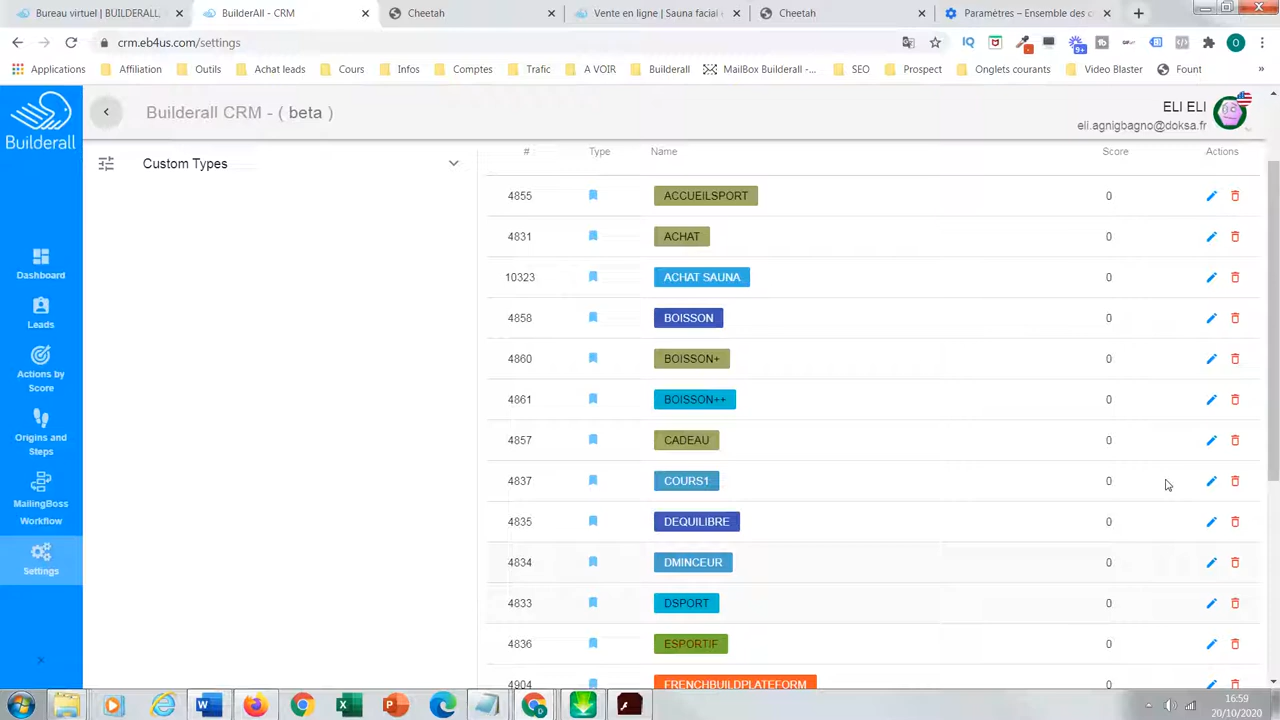 Bureau virtuel | BUILDERALL,
BuilderAll - CRM
Cheetah
Vente en ligne | Sauna facial
Cheetah
Paramètres – Ensemble des c
crm.eb4us.com/settings
Applications
Affiliation
Outils
Achat leads
Cours
Infos
Comptes
Trafic
A VOIR
Builderall
MailBox Builderall -...
SEO
Prospect
Onglets courants
Video Blaster
Fount
»
Builderall
Builderall CRM - ( beta )
ELI ELI
eli.agnigbagno@doksa.fr
Custom Types
# Type Name Score Actions
4855 ACCUEILSPORT 0
4831 ACHAT 0
10323 ACHAT SAUNA 0
4858 BOISSON 0
4860 BOISSON+ 0
4861 BOISSON++ 0
4857 CADEAU 0
4837 COURS1 0
4835 DEQUILIBRE 0
4834 DMINCEUR 0
4833 DSPORT 0
4836 ESPORTIF 0
4904 FRENCHBUILDPLATEFORM 0
Dashboard
Leads
Actions by
Score
Origins and
Steps
MailingBoss
Workflow
Settings
16:59
20/10/2020